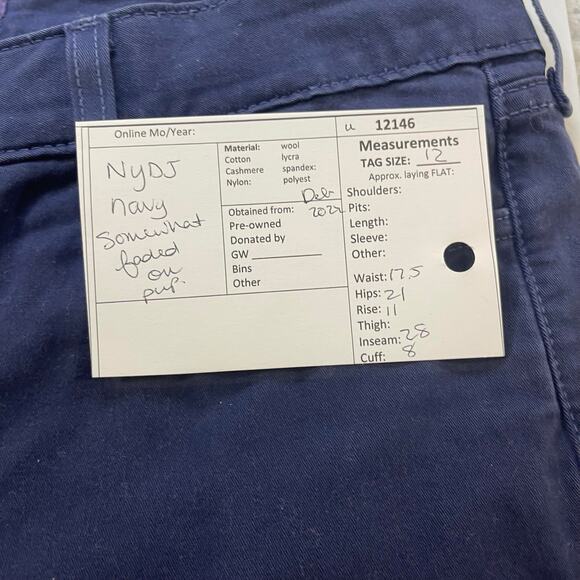 Online Mo/Year:
u 12146
NYDJ
navy
Somewhat
faded
on
purp.
Material: wool
Cotton lycra
Cashmere spandex:
Nylon: polyest
Obtained from: 2022
Pre-owned
Donated by
GW
Bins
Other
Measurements
TAG SIZE: 12
Approx. laying FLAT:
Shoulders:
Pits:
Length:
Sleeve:
Other:
Waist: 17.5
Hips: 21
Rise: 11
Thigh:
Inseam: 28
Cuff: 8